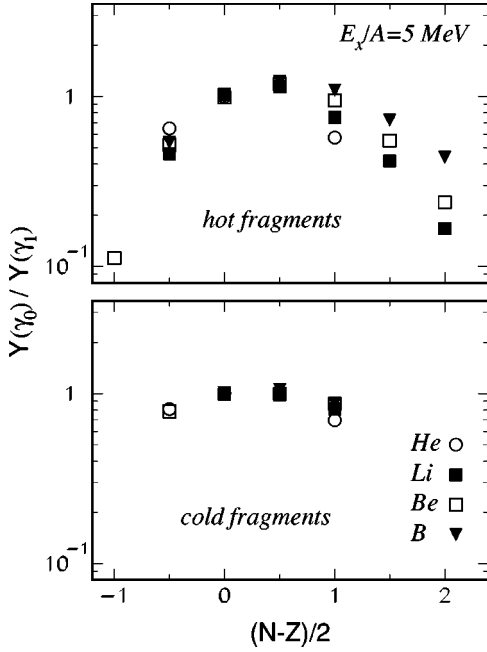 E_x/A=5 MeV
1
hot fragments
10⁻¹
Y(γ₀) / Y(γ₁)
1
He
Li
Be
B
cold fragments
10⁻¹
−1 0 1 2
(N-Z)/2